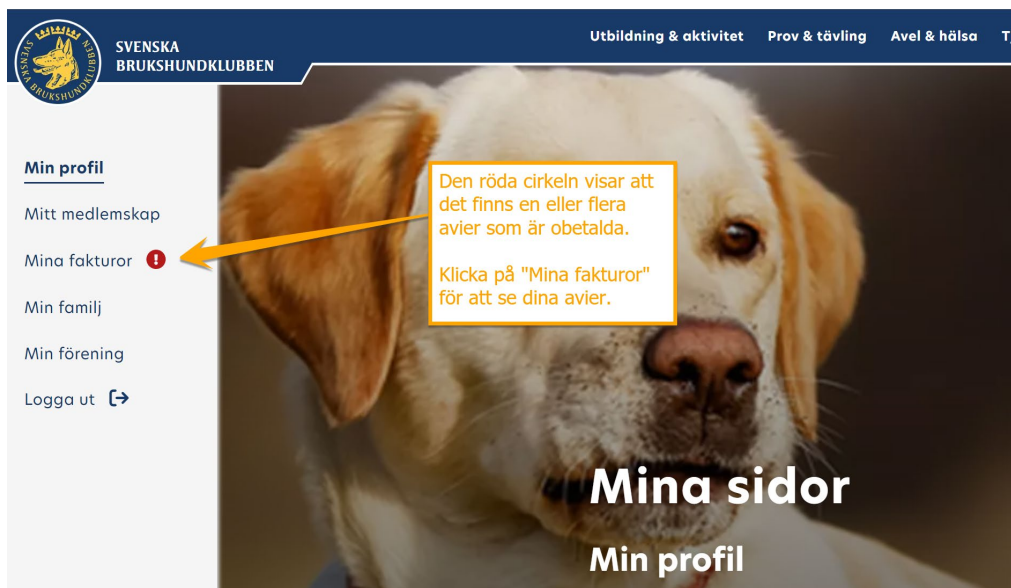 SVENSKA BRUKSHUNDKLUBBEN
SVENSKA
BRUKSHUNDKLUBBEN
Utbildning & aktivitet
Prov & tävling
Avel & hälsa
Min profil
Mitt medlemskap
Mina fakturor !
Min familj
Min förening
Logga ut
Den röda cirkeln visar att
det finns en eller flera
avier som är obetalda.
Klicka på "Mina fakturor"
för att se dina avier.
Mina sidor
Min profil